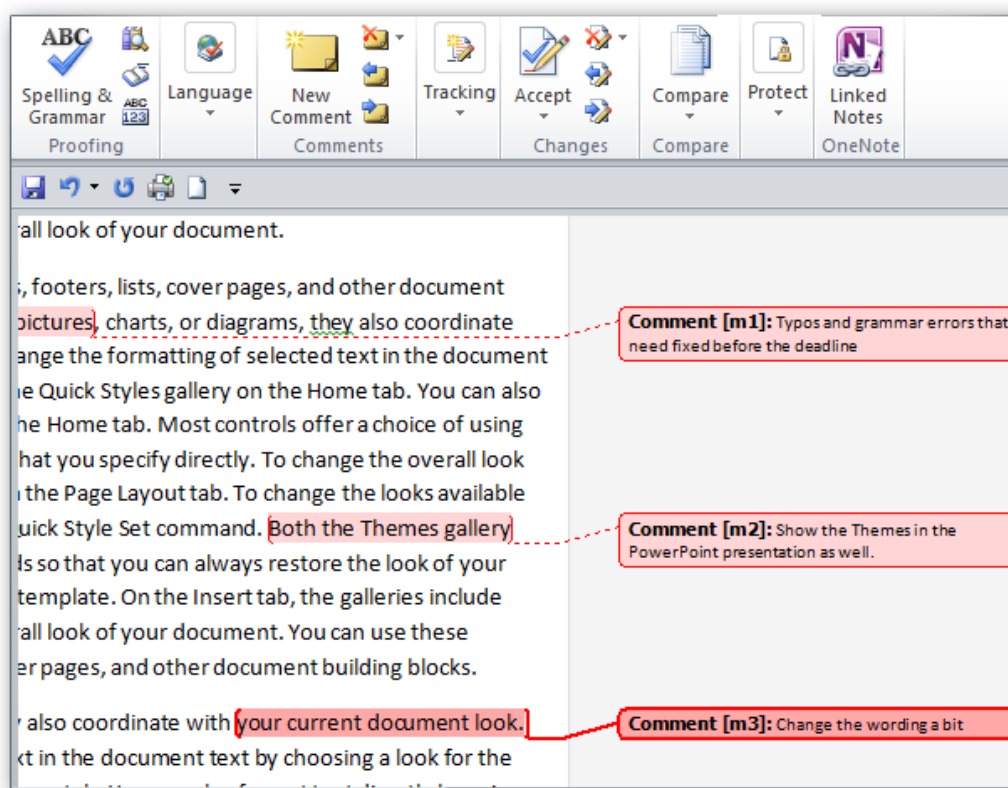 ABC
Spelling & Grammar
ABC
123
Language
New Comment
Tracking
Accept
Compare
Protect
Linked Notes
Proofing
Comments
Changes
Compare
OneNote
all look of your document.
, footers, lists, cover pages, and other document
pictures, charts, or diagrams, they also coordinate
Comment [m1]: Typos and grammar errors that
need fixed before the deadline
ange the formatting of selected text in the document
e Quick Styles gallery on the Home tab. You can also
he Home tab. Most controls offer a choice of using
hat you specify directly. To change the overall look
the Page Layout tab. To change the looks available
uick Style Set command. Both the Themes gallery
Comment [m2]: Show the Themes in the
PowerPoint presentation as well.
ds so that you can always restore the look of your
template. On the Insert tab, the galleries include
all look of your document. You can use these
er pages, and other document building blocks.
also coordinate with your current document look.
Comment [m3]: Change the wording a bit
xt in the document text by choosing a look for the